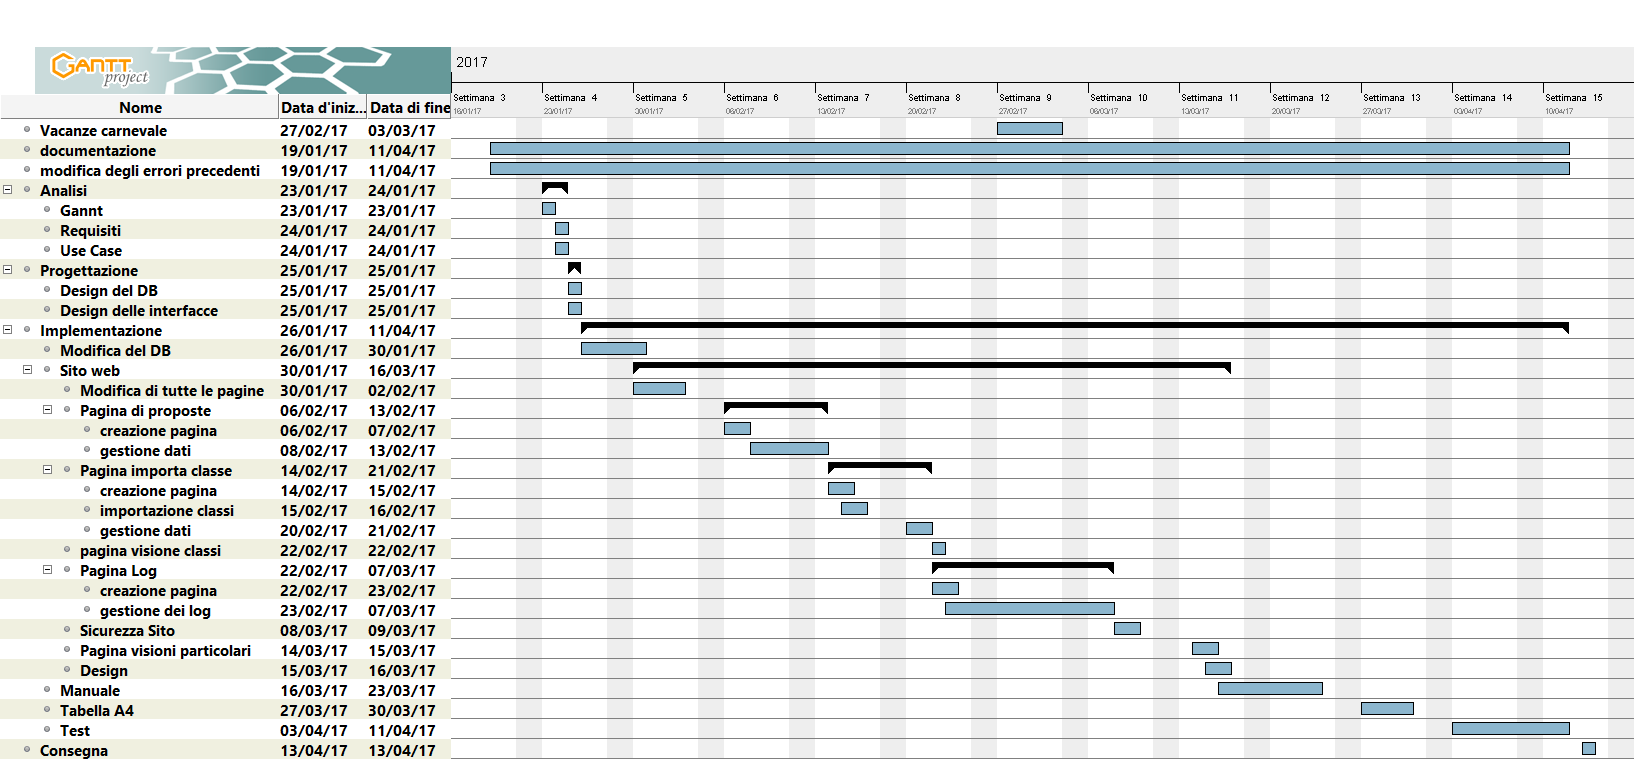 GANTT
project
2017
Nome Data d'iniz... Data di fine
Settimana 3 Settimana 4 Settimana 5 Settimana 6 Settimana 7 Settimana 8 Settimana 9 Settimana 10 Settimana 11 Settimana 12 Settimana 13 Settimana 14 Settimana 15
16/01/17 23/01/17 30/01/17 06/02/17 13/02/17 20/02/17 27/02/17 06/03/17 13/03/17 20/03/17 27/03/17 03/04/17 10/04/17
Vacanze carnevale 27/02/17 03/03/17
documentazione 19/01/17 11/04/17
modifica degli errori precedenti 19/01/17 11/04/17
Analisi 23/01/17 24/01/17
Gannt 23/01/17 23/01/17
Requisiti 24/01/17 24/01/17
Use Case 24/01/17 24/01/17
Progettazione 25/01/17 25/01/17
Design del DB 25/01/17 25/01/17
Design delle interfacce 25/01/17 25/01/17
Implementazione 26/01/17 11/04/17
Modifica del DB 26/01/17 30/01/17
Sito web 30/01/17 16/03/17
Modifica di tutte le pagine 30/01/17 02/02/17
Pagina di proposte 06/02/17 13/02/17
creazione pagina 06/02/17 07/02/17
gestione dati 08/02/17 13/02/17
Pagina importa classe 14/02/17 21/02/17
creazione pagina 14/02/17 15/02/17
importazione classi 15/02/17 16/02/17
gestione dati 20/02/17 21/02/17
pagina visione classi 22/02/17 22/02/17
Pagina Log 22/02/17 07/03/17
creazione pagina 22/02/17 23/02/17
gestione dei log 23/02/17 07/03/17
Sicurezza Sito 08/03/17 09/03/17
Pagina visioni particolari 14/03/17 15/03/17
Design 15/03/17 16/03/17
Manuale 16/03/17 23/03/17
Tabella A4 27/03/17 30/03/17
Test 03/04/17 11/04/17
Consegna 13/04/17 13/04/17